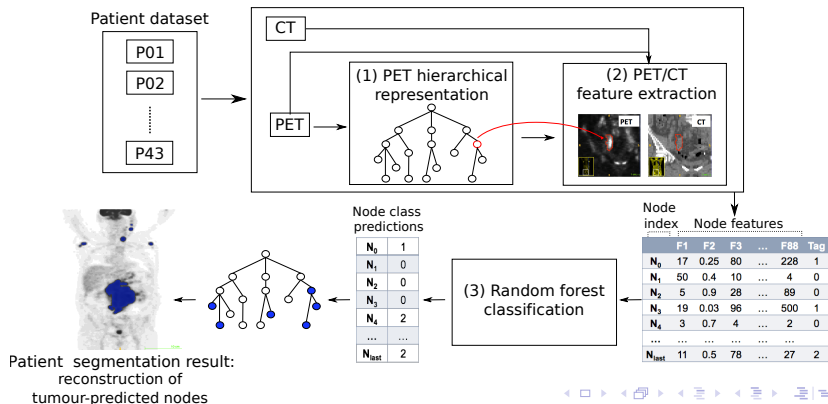 Patient dataset
P01
P02
P43
CT
PET
(1) PET hierarchical
representation
(2) PET/CT
feature extraction
PET
CT
Node
index
Node features
F1 F2 F3 ... F88 Tag
N0 17 0.25 80 ... 228 1
N1 50 0.4 10 ... 4 0
N2 5 0.9 28 ... 89 0
N3 19 0.03 96 ... 500 1
N4 3 0.7 4 ... 2 0
... ... ... ... ...
Nlast 11 0.5 78 ... 27 2
(3) Random forest
classification
Node class
predictions
N0 1
N1 0
N2 0
N3 0
N4 2
... ...
Nlast 2
Patient segmentation result:
reconstruction of
tumour-predicted nodes